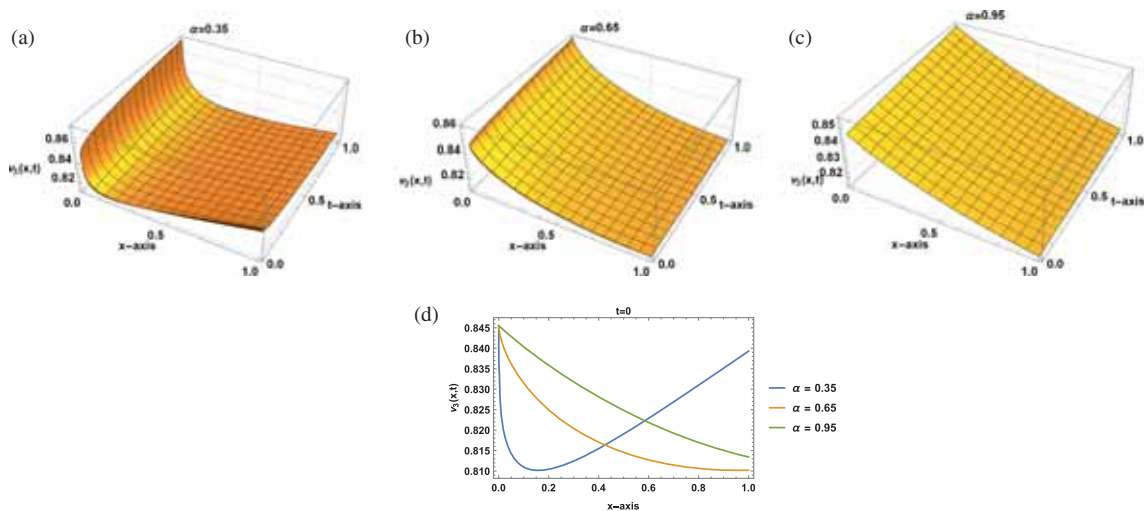 (a)
α=0.35
0.86
0.84
0.82
0.0
0.5
x-axis
1.0
0.0
0.5
t-axis
1.0
(b)
α=0.65
0.86
0.84
0.82
v₃(x,t)
0.0
0.5
x-axis
1.0
0.0
0.5
t-axis
1.0
(c)
α=0.95
0.85
0.84
0.83
0.82
v₃(x,t)
0.0
0.5
x-axis
1.0
0.0
0.5
t-axis
1.0
(d)
t=0
v₃(x,t)
0.845
0.840
0.835
0.830
0.825
0.820
0.815
0.810
0.0 0.2 0.4 0.6 0.8 1.0
x-axis
α = 0.35
α = 0.65
α = 0.95